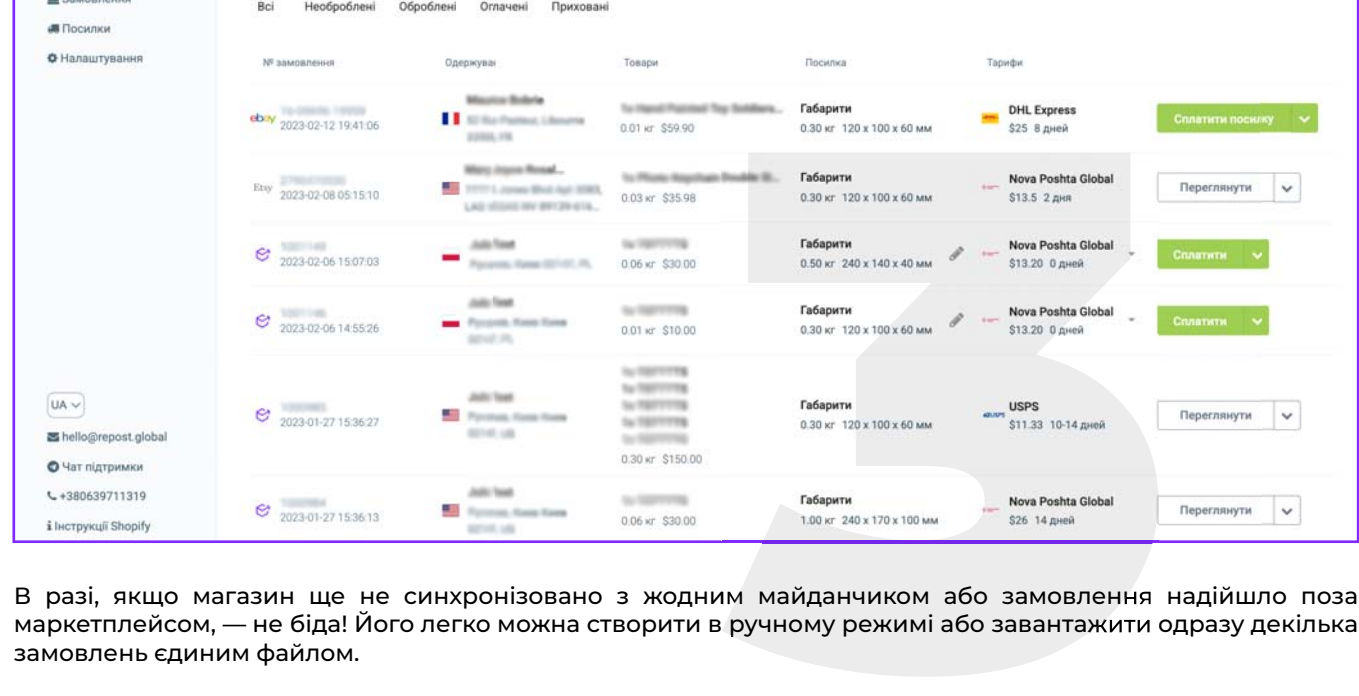 Замовлення
Всі Необроблені Оброблені Оплачені Приховані
Посилки
Налаштування
№ замовлення Одержувач Товари Посилка Тарифи
ebay 2023-02-12 19:41:06 0.01 кг $59.90 Габарити 0.30 кг 120 x 100 x 60 мм DHL Express $25 8 дней Сплатити посилку
Etsy 2023-02-08 05:15:10 0.03 кг $35.98 Габарити 0.30 кг 120 x 100 x 60 мм Nova Poshta Global $13.5 2 дня Переглянути
2023-02-06 15:07:03 0.06 кг $30.00 Габарити 0.50 кг 240 x 140 x 40 мм Nova Poshta Global $13.20 0 дней Сплатити
2023-02-06 14:55:26 0.01 кг $10.00 Габарити 0.30 кг 120 x 100 x 60 мм Nova Poshta Global $13.20 0 дней Сплатити
2023-01-27 15:36:27 0.30 кг $150.00 Габарити 0.30 кг 120 x 100 x 60 мм USPS $11.33 10-14 дней Переглянути
2023-01-27 15:36:13 0.06 кг $30.00 Габарити 1.00 кг 240 x 170 x 100 мм Nova Poshta Global $26 14 дней Переглянути
UA
hello@repost.global
Чат підтримки
+380639711319
Інструкції Shopify
3
В разі, якщо магазин ще не синхронізовано з жодним майданчиком або замовлення надійшло поза
маркетплейсом, — не біда! Його легко можна створити в ручному режимі або завантажити одразу декілька
замовлень єдиним файлом.